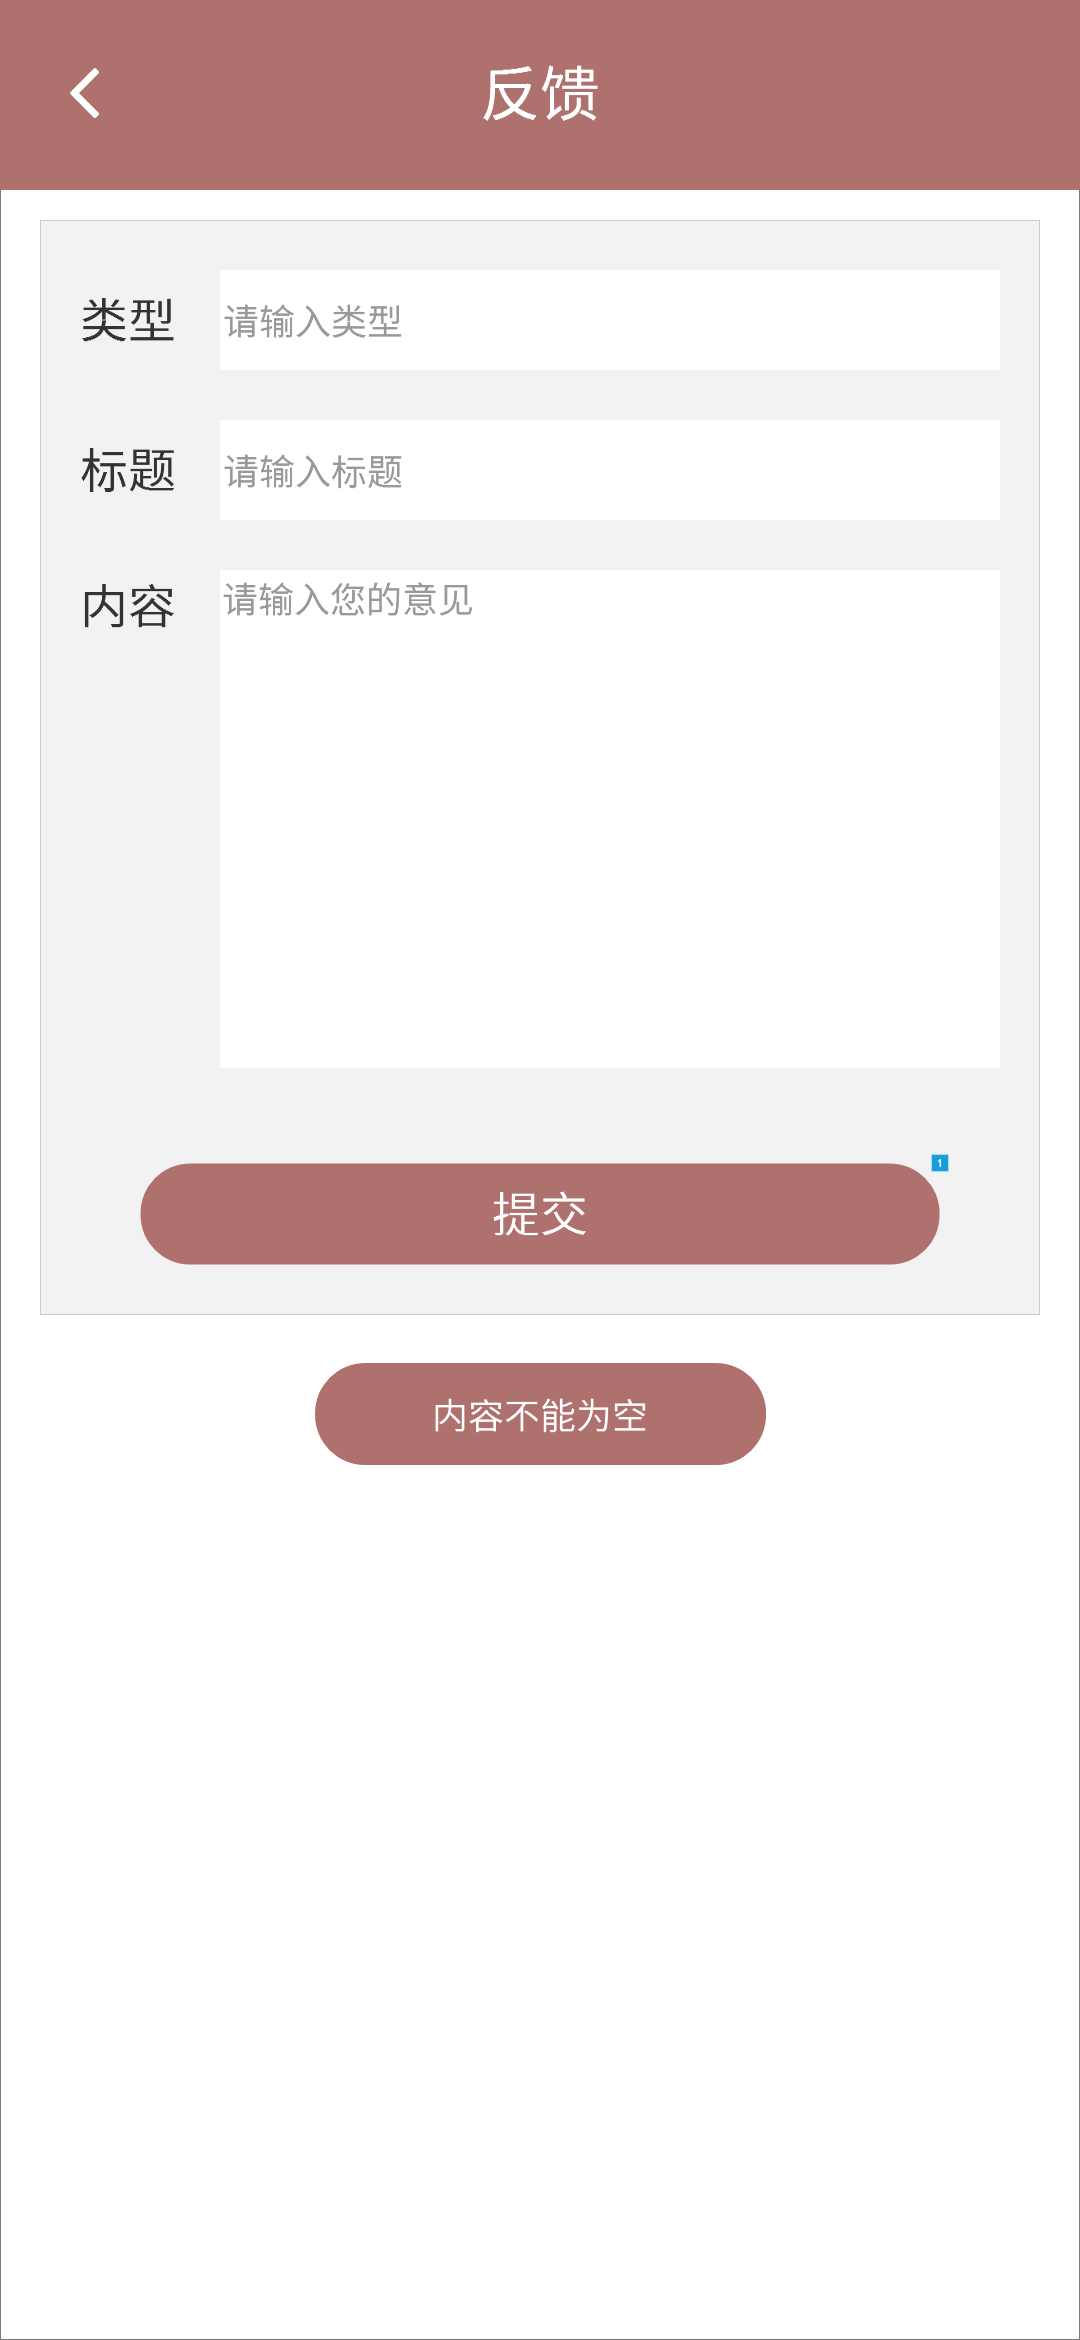 反馈
类型 请输入类型
标题 请输入标题
内容 请输入您的意见
1
提交
内容不能为空